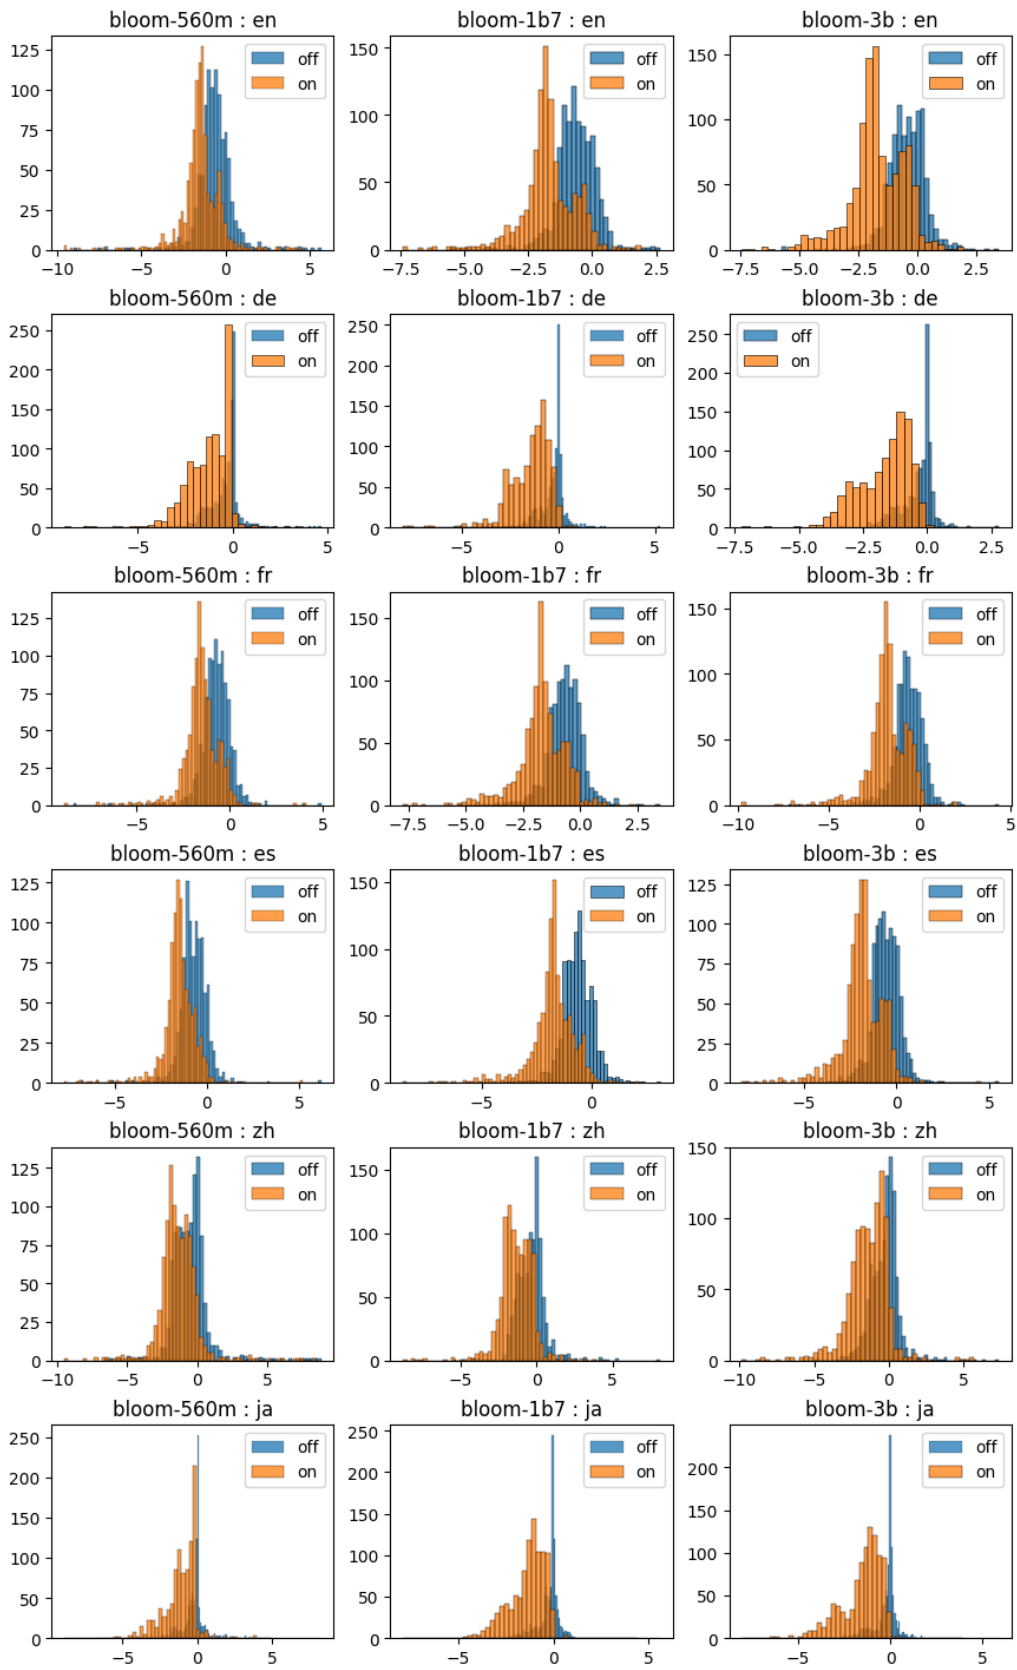 bloom-560m : en
bloom-1b7 : en
bloom-3b : en
off
on
off
on
off
on
125
100
75
50
25
0
150
100
50
0
150
100
50
0
−10
−5
0
5
−7.5
−5.0
−2.5
0.0
2.5
−7.5
−5.0
−2.5
0.0
2.5
bloom-560m : de
bloom-1b7 : de
bloom-3b : de
off
on
off
on
off
on
250
200
150
100
50
0
250
200
150
100
50
0
250
200
150
100
50
0
−5
0
5
−5
0
5
−7.5
−5.0
−2.5
0.0
2.5
bloom-560m : fr
bloom-1b7 : fr
bloom-3b : fr
off
on
off
on
off
on
125
100
75
50
25
0
150
100
50
0
150
100
50
0
−5
0
5
−7.5
−5.0
−2.5
0.0
2.5
−10
−5
0
5
bloom-560m : es
bloom-1b7 : es
bloom-3b : es
off
on
off
on
off
on
125
100
75
50
25
0
150
100
50
0
125
100
75
50
25
0
−5
0
5
−5
0
−5
0
5
bloom-560m : zh
bloom-1b7 : zh
bloom-3b : zh
off
on
off
on
off
on
125
100
75
50
25
0
150
100
50
0
150
100
50
0
−10
−5
0
5
−5
0
5
−10
−5
0
5
bloom-560m : ja
bloom-1b7 : ja
bloom-3b : ja
off
on
off
on
off
on
250
200
150
100
50
0
250
200
150
100
50
0
200
150
100
50
0
−5
0
5
−5
0
5
−5
0
5